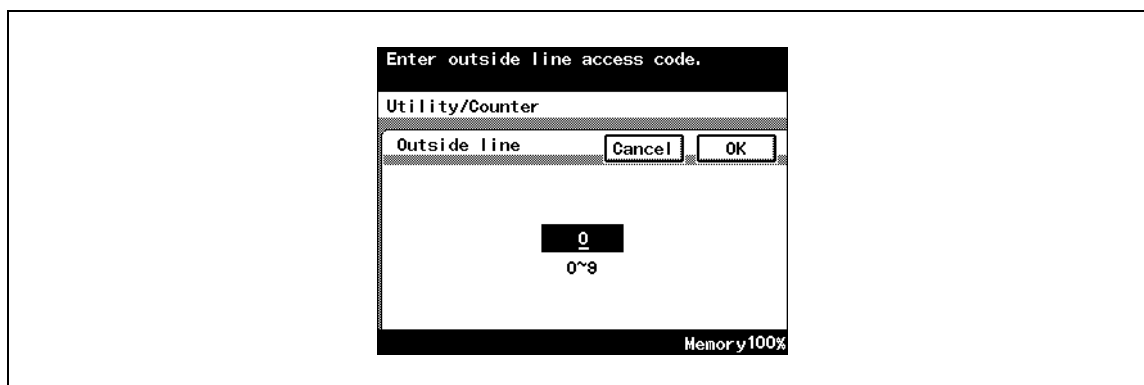 Enter outside line access code.
Utility/Counter
Outside line Cancel OK
0
0~9
Memory100%